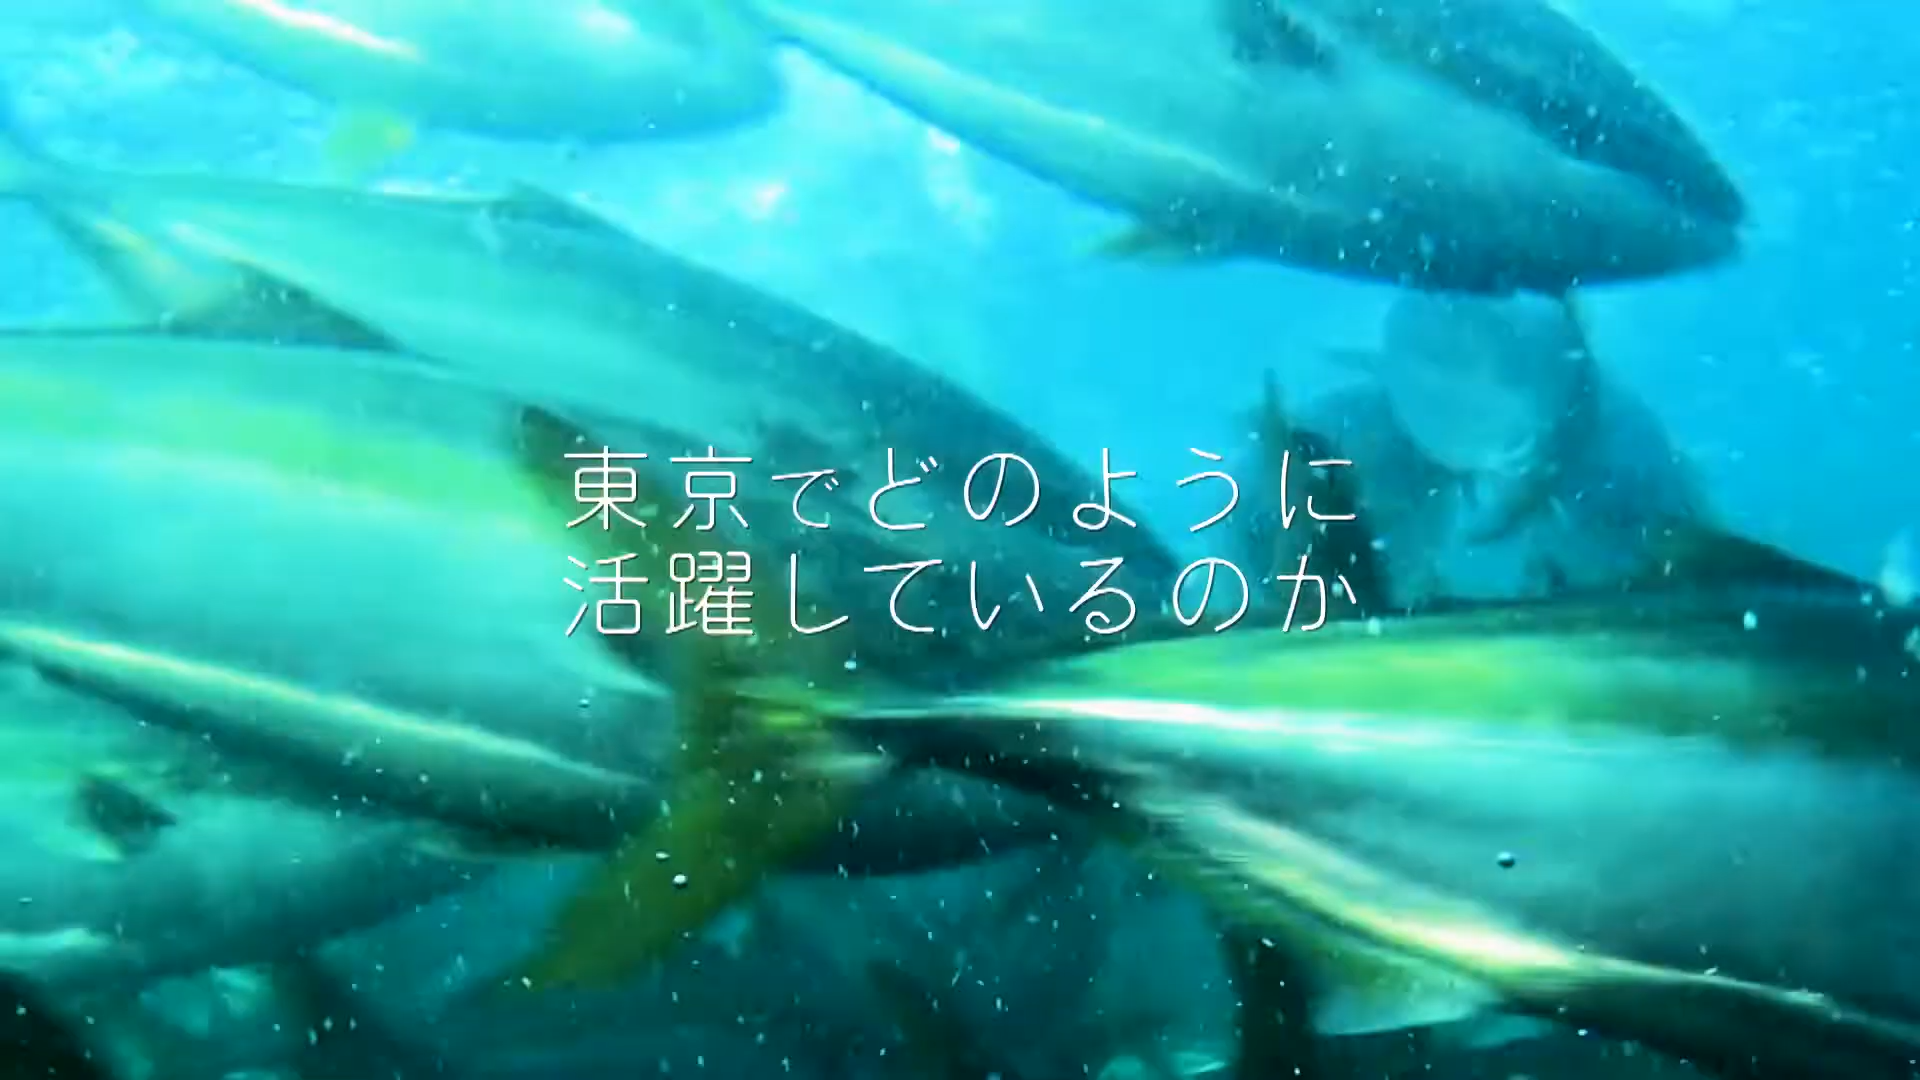 東京でどのように
活躍しているのか